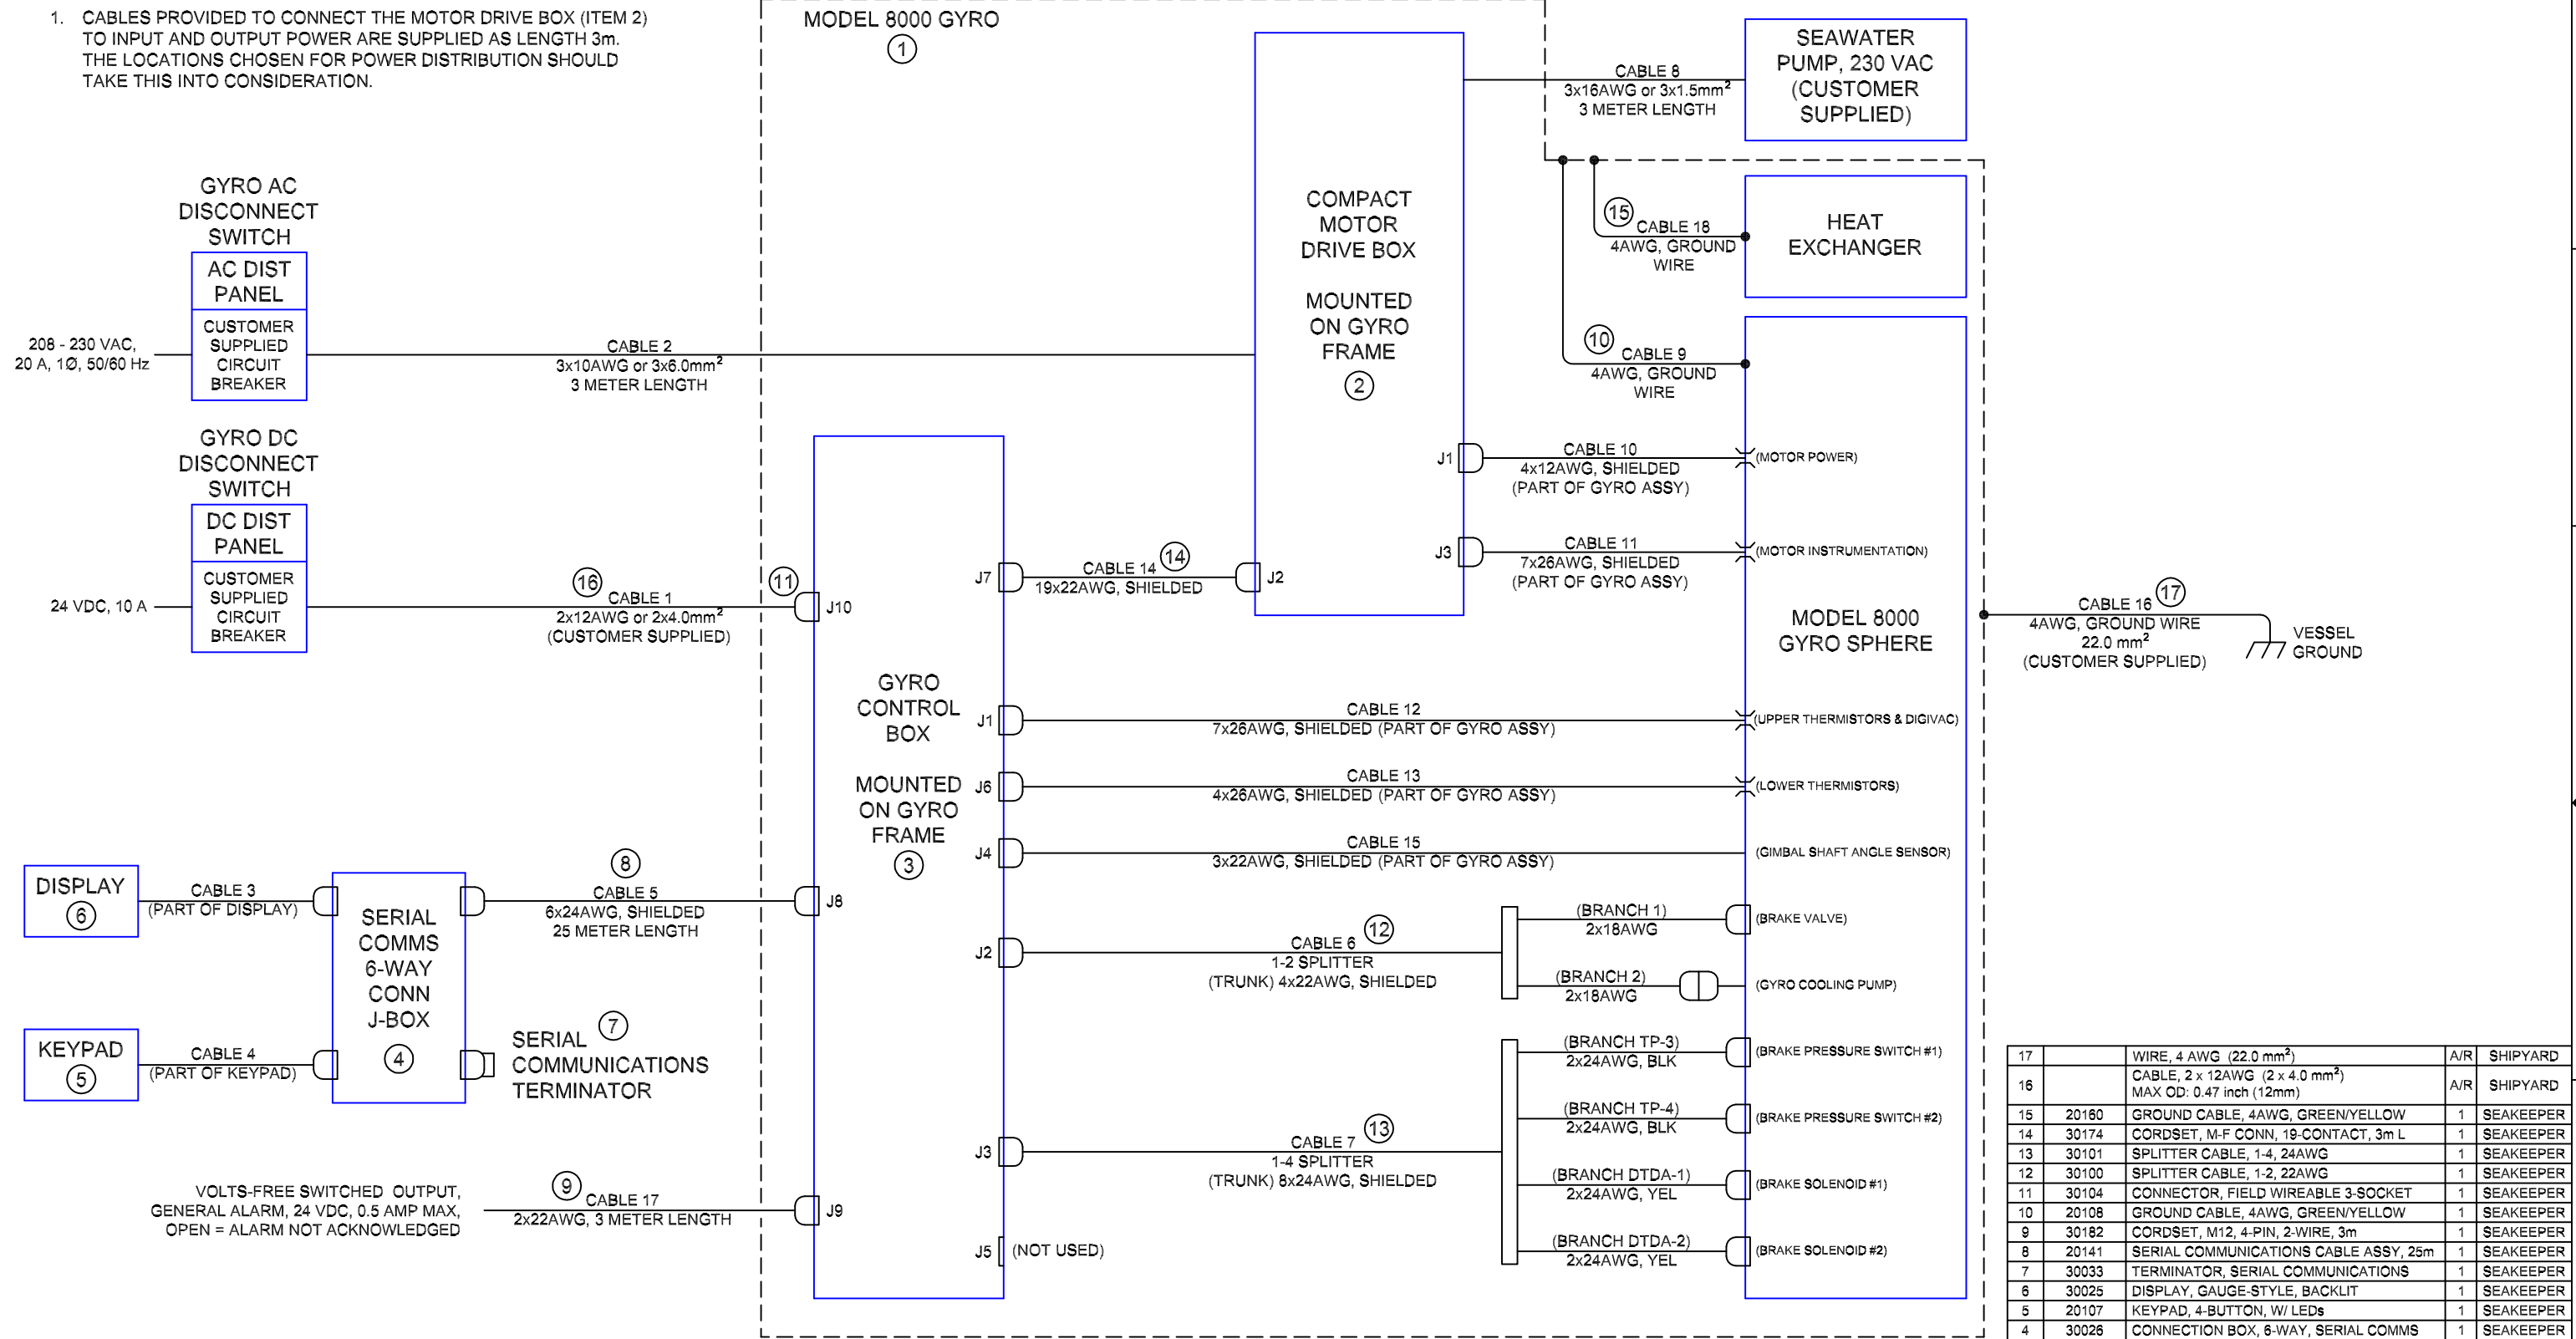 1. CABLES PROVIDED TO CONNECT THE MOTOR DRIVE BOX (ITEM 2)
TO INPUT AND OUTPUT POWER ARE SUPPLIED AS LENGTH 3m.
THE LOCATIONS CHOSEN FOR POWER DISTRIBUTION SHOULD
TAKE THIS INTO CONSIDERATION.
MODEL 8000 GYRO
1
SEAWATER
PUMP, 230 VAC
(CUSTOMER
SUPPLIED)
CABLE 8
3x16AWG or 3x1.5mm²
3 METER LENGTH
GYRO AC
DISCONNECT
SWITCH
AC DIST
PANEL
CUSTOMER
SUPPLIED
CIRCUIT
BREAKER
208 - 230 VAC,
20 A, 1Ø, 50/60 Hz
CABLE 2
3x10AWG or 3x6.0mm²
3 METER LENGTH
COMPACT
MOTOR
DRIVE BOX
MOUNTED
ON GYRO
FRAME
2
15
CABLE 18
4AWG, GROUND
WIRE
HEAT
EXCHANGER
10
CABLE 9
4AWG, GROUND
WIRE
GYRO DC
DISCONNECT
SWITCH
DC DIST
PANEL
CUSTOMER
SUPPLIED
CIRCUIT
BREAKER
24 VDC, 10 A
16
CABLE 1
2x12AWG or 2x4.0mm²
(CUSTOMER SUPPLIED)
11
J10
J7
CABLE 14
14
19x22AWG, SHIELDED
J2
J1
CABLE 10
4x12AWG, SHIELDED
(PART OF GYRO ASSY)
(MOTOR POWER)
J3
CABLE 11
7x26AWG, SHIELDED
(PART OF GYRO ASSY)
(MOTOR INSTRUMENTATION)
MODEL 8000
GYRO SPHERE
CABLE 16
17
4AWG, GROUND WIRE
22.0 mm²
(CUSTOMER SUPPLIED)
VESSEL
GROUND
GYRO
CONTROL
BOX
MOUNTED
ON GYRO
FRAME
3
J1
CABLE 12
7x26AWG, SHIELDED (PART OF GYRO ASSY)
(UPPER THERMISTORS & DIGIVAC)
J6
CABLE 13
4x26AWG, SHIELDED (PART OF GYRO ASSY)
(LOWER THERMISTORS)
J4
CABLE 15
3x22AWG, SHIELDED (PART OF GYRO ASSY)
(GIMBAL SHAFT ANGLE SENSOR)
DISPLAY
6
CABLE 3
(PART OF DISPLAY)
SERIAL
COMMS
6-WAY
CONN
J-BOX
4
8
CABLE 5
6x24AWG, SHIELDED
25 METER LENGTH
J8
J2
CABLE 6
12
1-2 SPLITTER
(TRUNK) 4x22AWG, SHIELDED
(BRANCH 1)
2x18AWG
(BRAKE VALVE)
(BRANCH 2)
2x18AWG
(GYRO COOLING PUMP)
KEYPAD
5
CABLE 4
(PART OF KEYPAD)
7
SERIAL
COMMUNICATIONS
TERMINATOR
J3
CABLE 7
13
1-4 SPLITTER
(TRUNK) 8x24AWG, SHIELDED
(BRANCH TP-3)
2x24AWG, BLK
(BRAKE PRESSURE SWITCH #1)
(BRANCH TP-4)
2x24AWG, BLK
(BRAKE PRESSURE SWITCH #2)
(BRANCH DTDA-1)
2x24AWG, YEL
(BRAKE SOLENOID #1)
(BRANCH DTDA-2)
2x24AWG, YEL
(BRAKE SOLENOID #2)
VOLTS-FREE SWITCHED OUTPUT,
GENERAL ALARM, 24 VDC, 0.5 AMP MAX,
OPEN = ALARM NOT ACKNOWLEDGED
9
CABLE 17
2x22AWG, 3 METER LENGTH
J9
J5 (NOT USED)
17 WIRE, 4 AWG (22.0 mm²) A/R SHIPYARD
16 CABLE, 2 x 12AWG (2 x 4.0 mm²) A/R SHIPYARD
MAX OD: 0.47 inch (12mm)
15 20160 GROUND CABLE, 4AWG, GREEN/YELLOW 1 SEAKEEPER
14 30174 CORDSET, M-F CONN, 19-CONTACT, 3m L 1 SEAKEEPER
13 30101 SPLITTER CABLE, 1-4, 24AWG 1 SEAKEEPER
12 30100 SPLITTER CABLE, 1-2, 22AWG 1 SEAKEEPER
11 30104 CONNECTOR, FIELD WIREABLE 3-SOCKET 1 SEAKEEPER
10 20108 GROUND CABLE, 4AWG, GREEN/YELLOW 1 SEAKEEPER
9 30182 CORDSET, M12, 4-PIN, 2-WIRE, 3m 1 SEAKEEPER
8 20141 SERIAL COMMUNICATIONS CABLE ASSY, 25m 1 SEAKEEPER
7 30033 TERMINATOR, SERIAL COMMUNICATIONS 1 SEAKEEPER
6 30025 DISPLAY, GAUGE-STYLE, BACKLIT 1 SEAKEEPER
5 20107 KEYPAD, 4-BUTTON, W/ LEDs 1 SEAKEEPER
4 30026 CONNECTION BOX, 6-WAY, SERIAL COMMS 1 SEAKEEPER